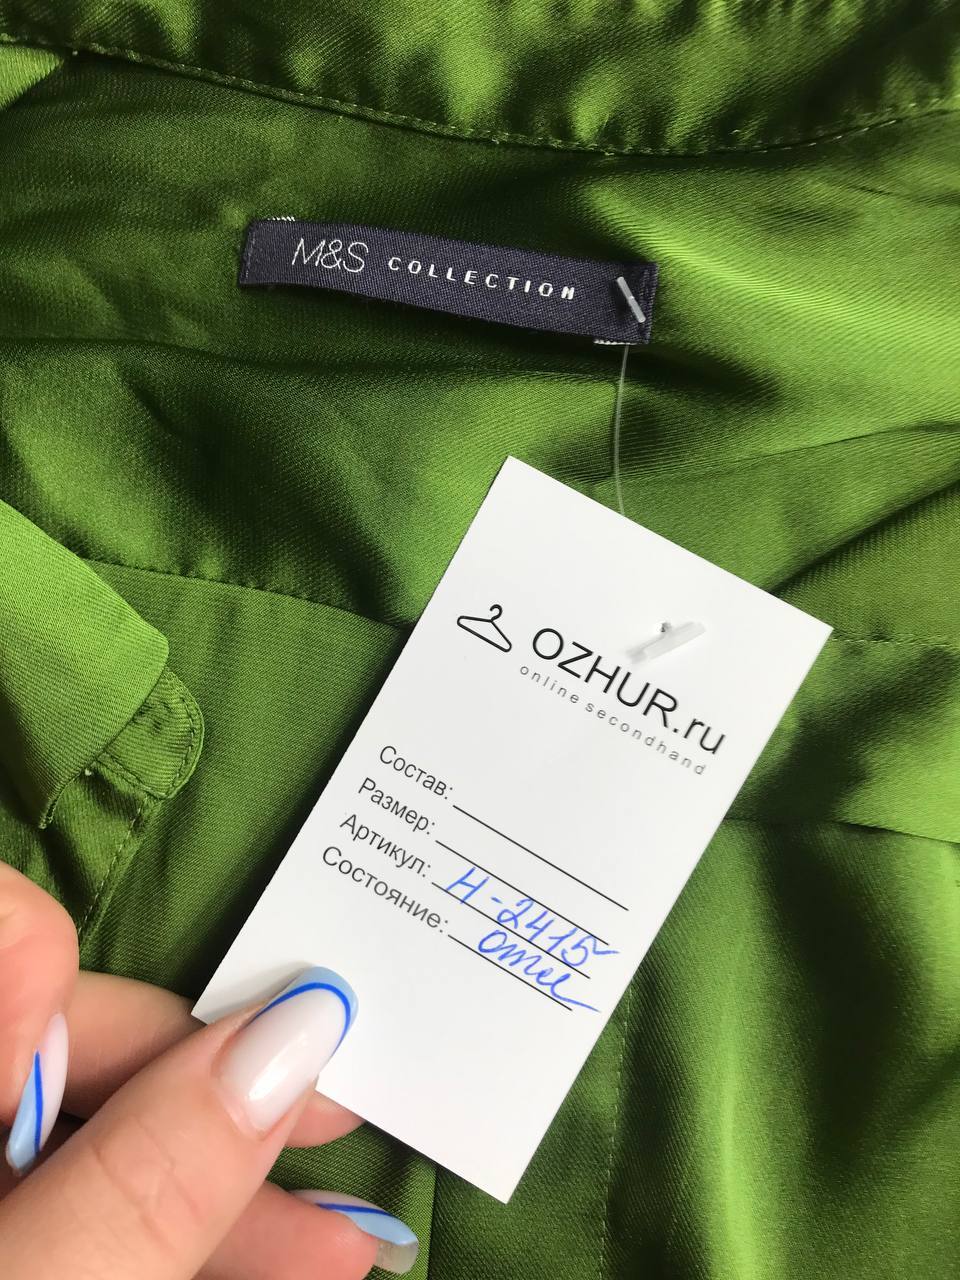 M&S COLLECTION
OZHUR.ru
online secondhand
Состав:
Размер:
Артикул: Н-2415
Состояние: отл